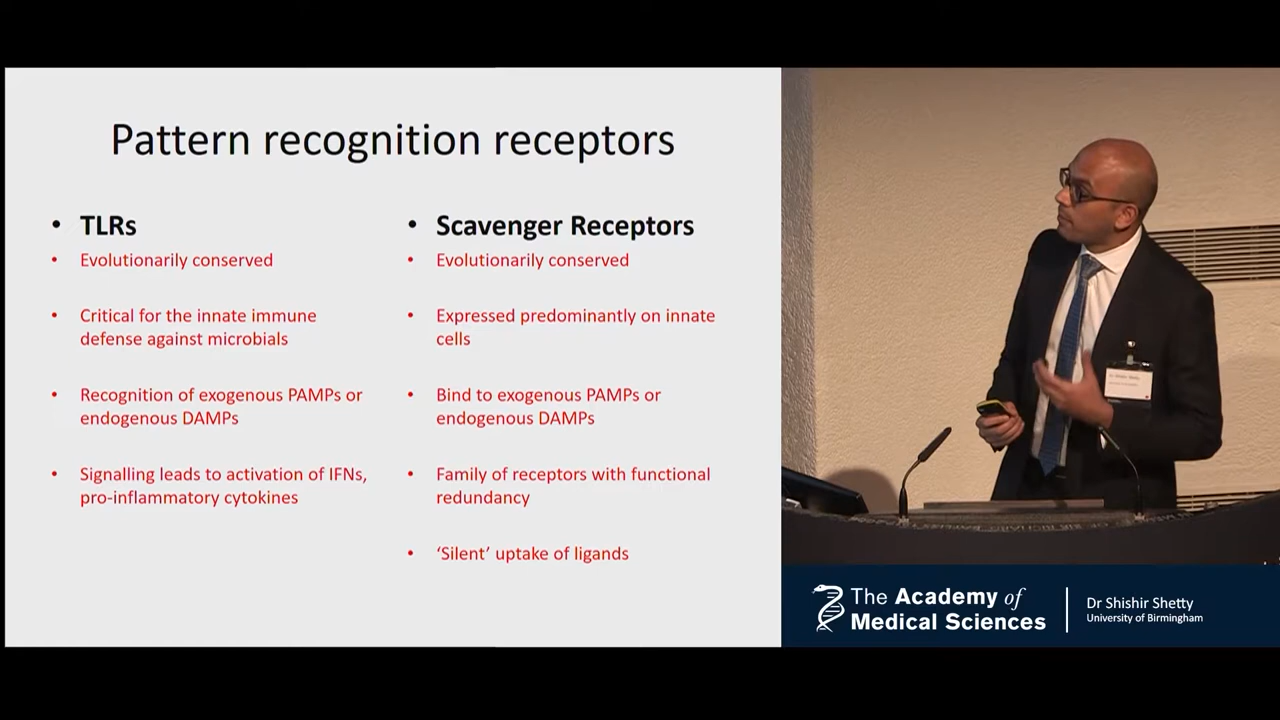 Pattern recognition receptors
• TLRs
• Evolutionarily conserved
• Critical for the innate immune
defense against microbials
• Recognition of exogenous PAMPs or
endogenous DAMPs
• Signalling leads to activation of IFNs,
pro-inflammatory cytokines
• Scavenger Receptors
• Evolutionarily conserved
• Expressed predominantly on innate
cells
• Bind to exogenous PAMPs or
endogenous DAMPs
• Family of receptors with functional
redundancy
• ‘Silent’ uptake of ligands
Dr Shishir Shetty
The Academy of
Medical Sciences
Dr Shishir Shetty
University of Birmingham